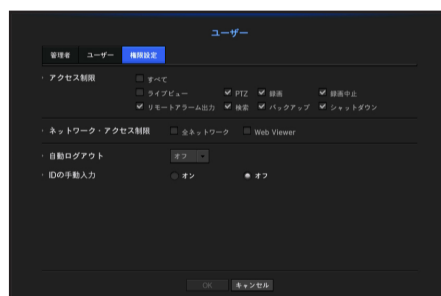 ユーザー
管理者 ユーザー 権限設定
・ アクセス制限 すべて
ライブビュー PTZ 録画 録画中止
リモートアラーム出力 検索 バックアップ シャットダウン
・ ネットワーク・アクセス制限 全ネットワーク Web Viewer
・ 自動ログアウト オフ
・ IDの手動入力 オン オフ
OK キャンセル